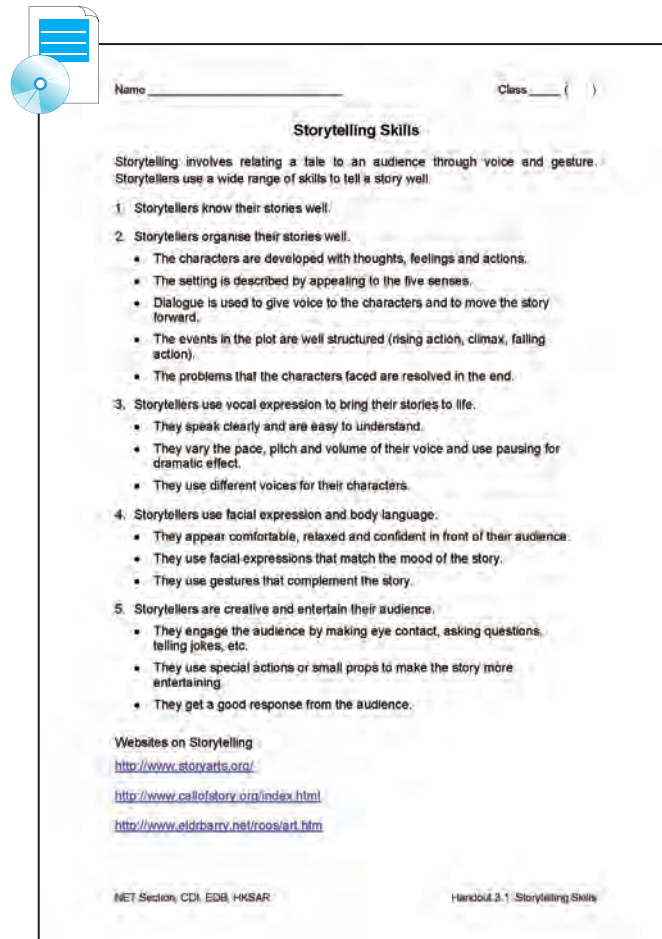 Name ____________________ Class _____ ( )
Storytelling Skills
Storytelling involves relating a tale to an audience through voice and gesture.
Storytellers use a wide range of skills to tell a story well.
1. Storytellers know their stories well.
2. Storytellers organise their stories well.
• The characters are developed with thoughts, feelings and actions.
• The setting is described by appealing to the five senses.
• Dialogue is used to give voice to the characters and to move the story
forward.
• The events in the plot are well structured (rising action, climax, falling
action).
• The problems that the characters faced are resolved in the end.
3. Storytellers use vocal expression to bring their stories to life.
• They speak clearly and are easy to understand.
• They vary the pace, pitch and volume of their voice and use pausing for
dramatic effect.
• They use different voices for their characters.
4. Storytellers use facial expression and body language.
• They appear comfortable, relaxed and confident in front of their audience.
• They use facial expressions that match the mood of the story.
• They use gestures that complement the story.
5. Storytellers are creative and entertain their audience.
• They engage the audience by making eye contact, asking questions,
telling jokes, etc.
• They use special actions or small props to make the story more
entertaining.
• They get a good response from the audience.
Websites on Storytelling
http://www.storyarts.org/
http://www.callofstory.org/index.html
http://www.eldrbarry.net/roos/art.htm
NET Section, CDI, EDB, HKSAR Handout 3.1 Storytelling Skills